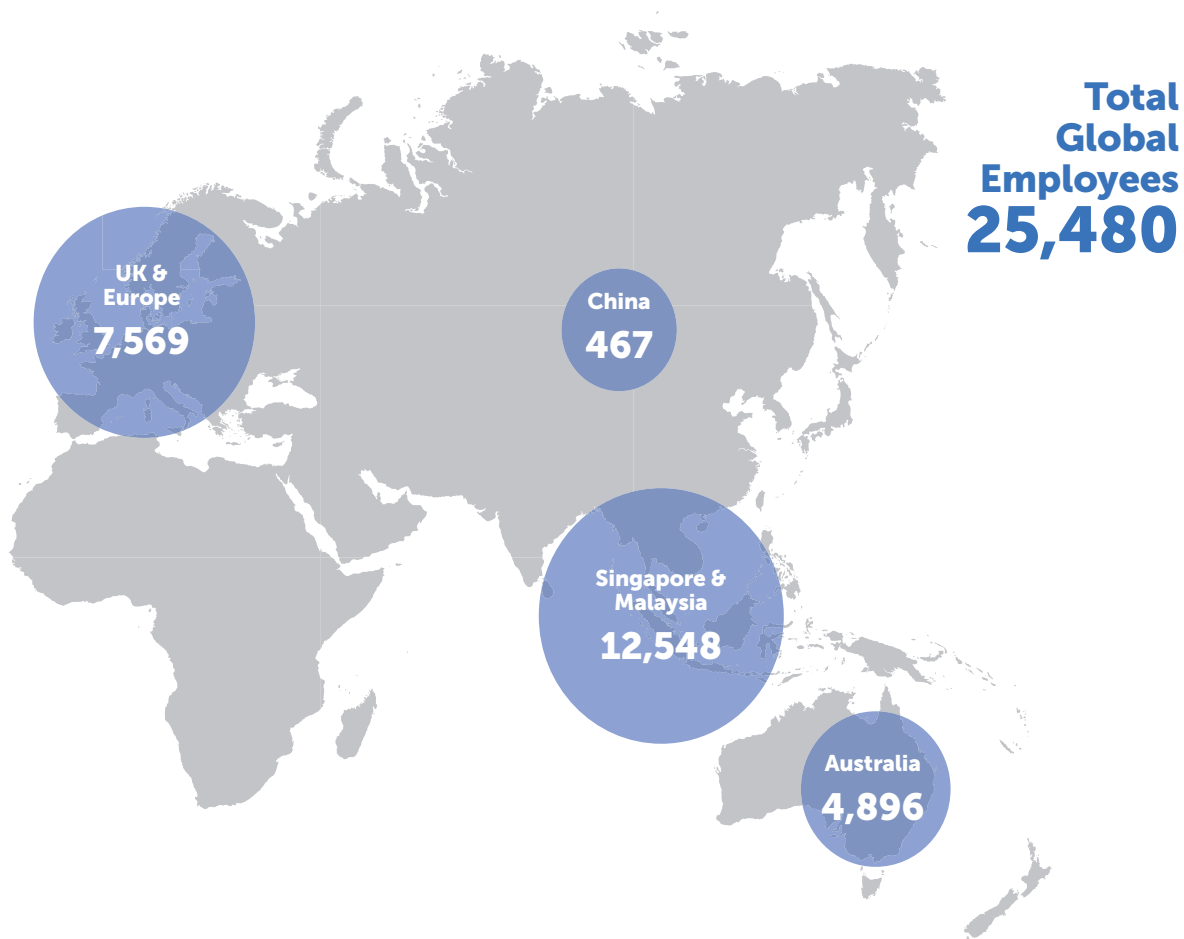 Total
Global
Employees
25,480
UK &
Europe
7,569
China
467
Singapore &
Malaysia
12,548
Australia
4,896